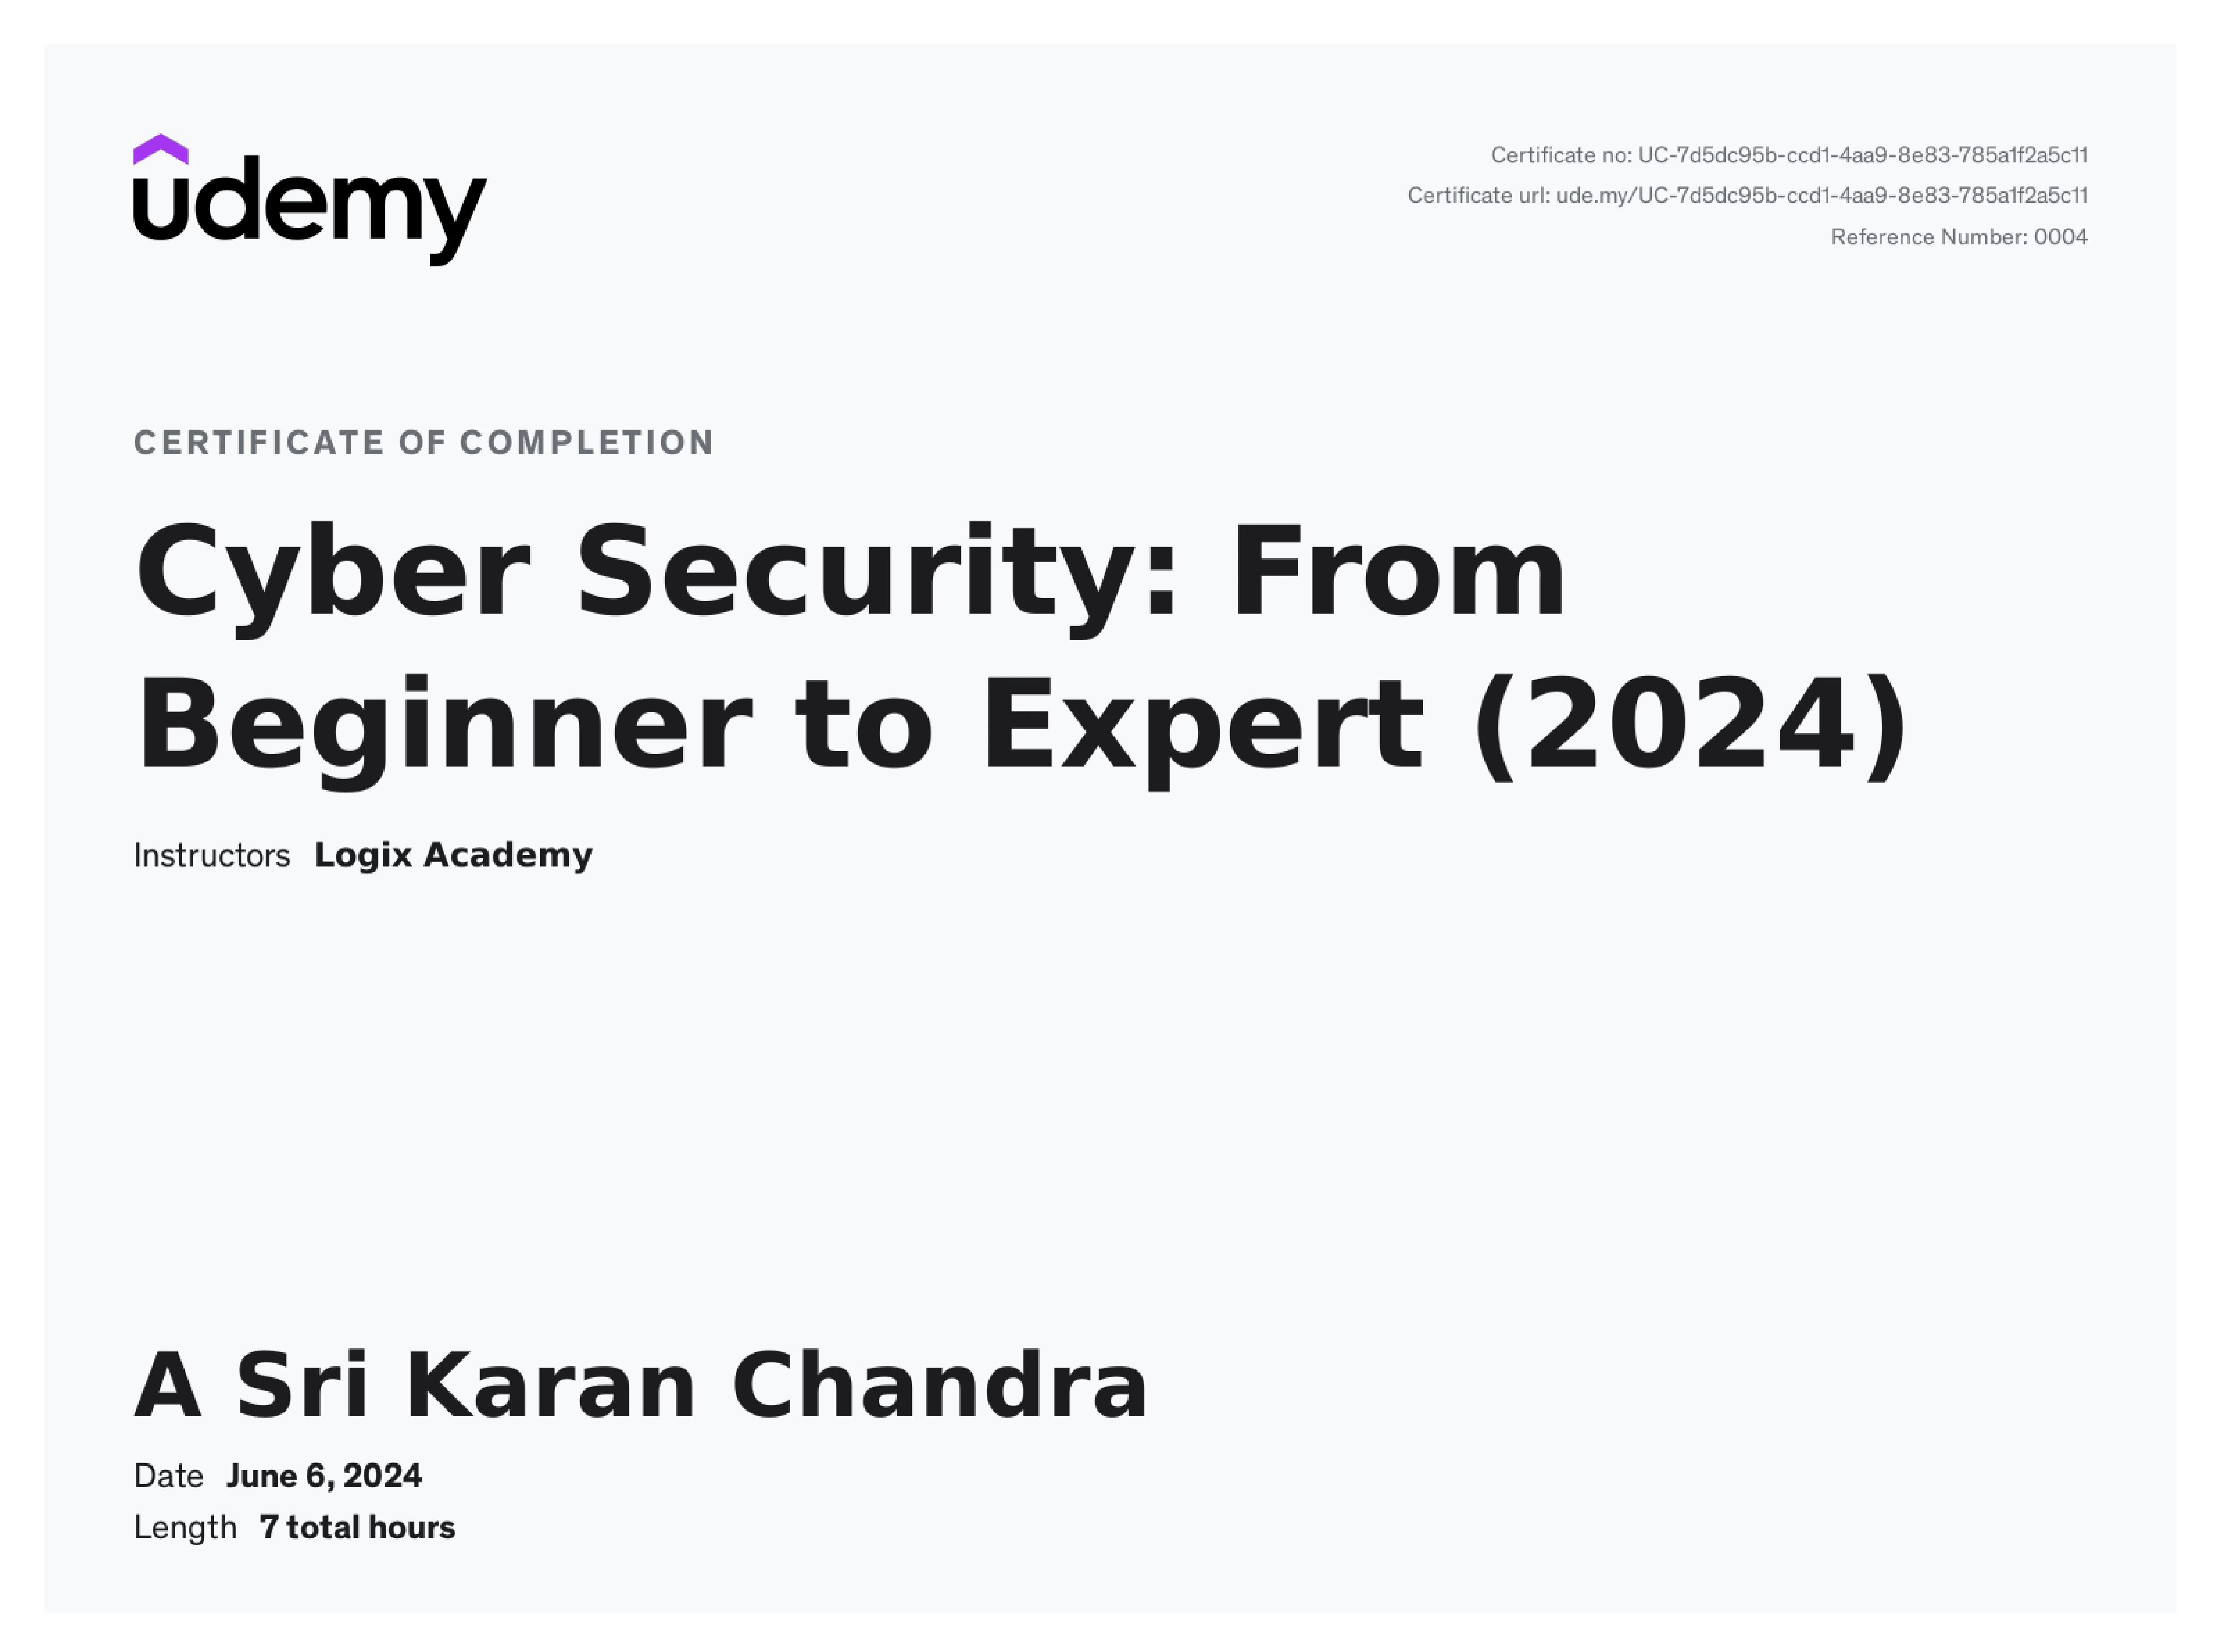 udemy
Certificate no: UC-7d5dc95b-ccd1-4aa9-8e83-785a1f2a5c11
Certificate url: ude.my/UC-7d5dc95b-ccd1-4aa9-8e83-785a1f2a5c11
Reference Number: 0004
CERTIFICATE OF COMPLETION
Cyber Security: From
Beginner to Expert (2024)
Instructors Logix Academy
A Sri Karan Chandra
Date June 6, 2024
Length 7 total hours